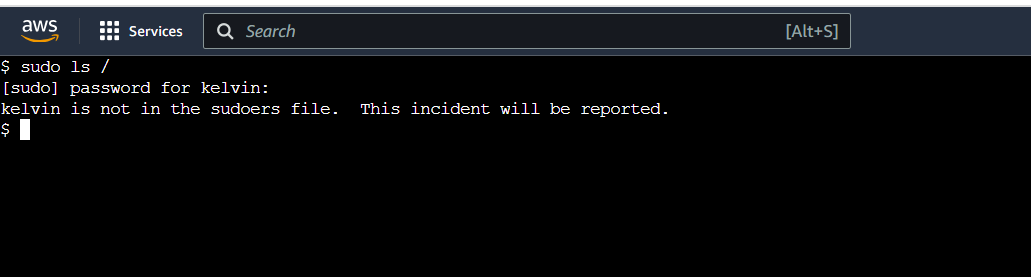 aws Services Search [Alt+S]
$ sudo ls /
[sudo] password for kelvin:
kelvin is not in the sudoers file.  This incident will be reported.
$